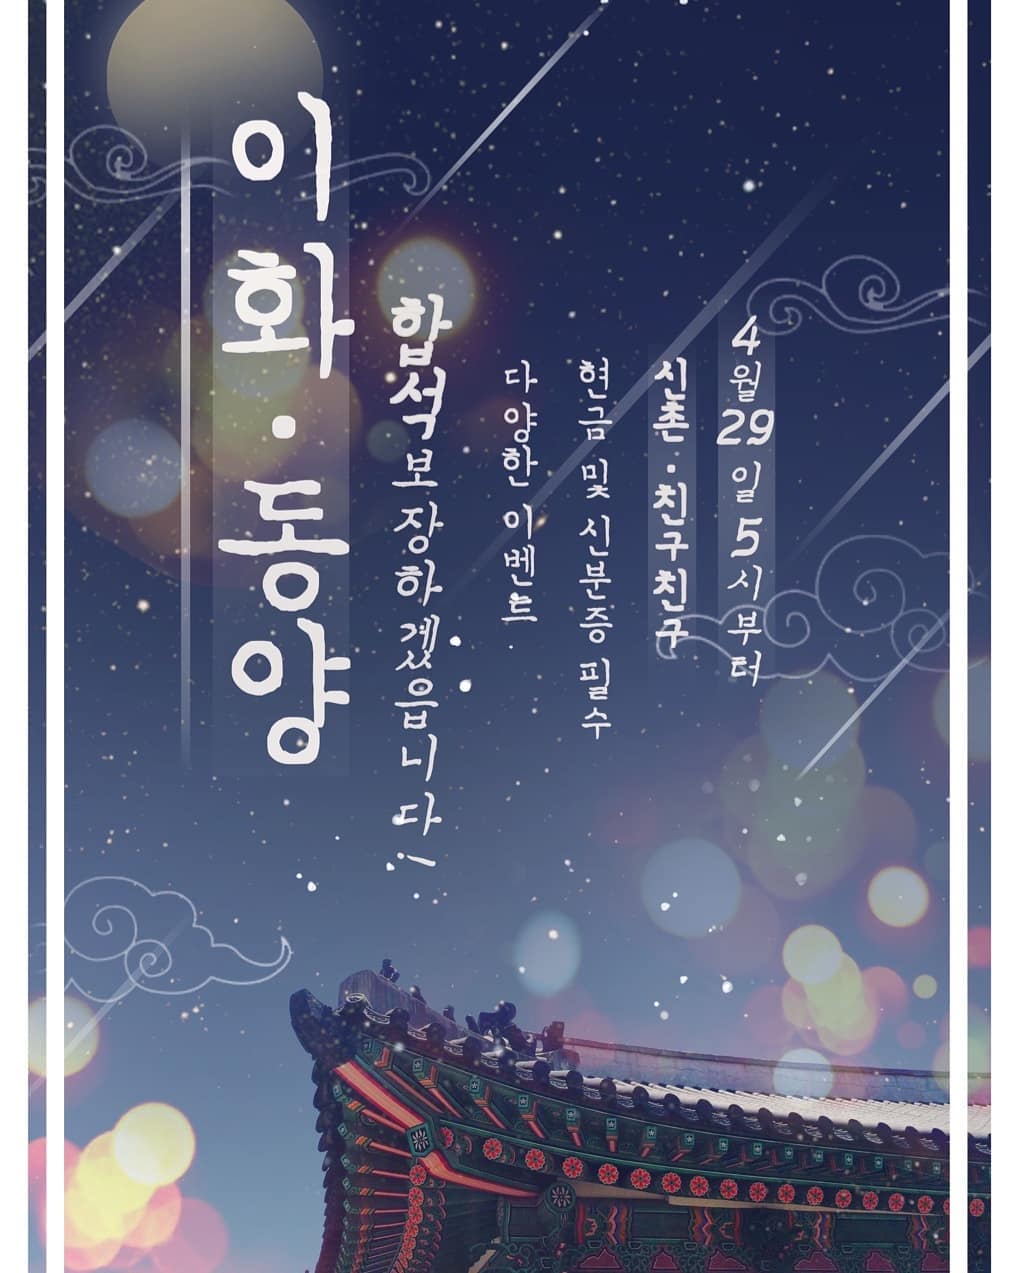 이화·동양
합석보장하겠읍니다!
다양한 이벤트
현금 및 신분증 필수
신촌·친구친구
4월29일5시부터